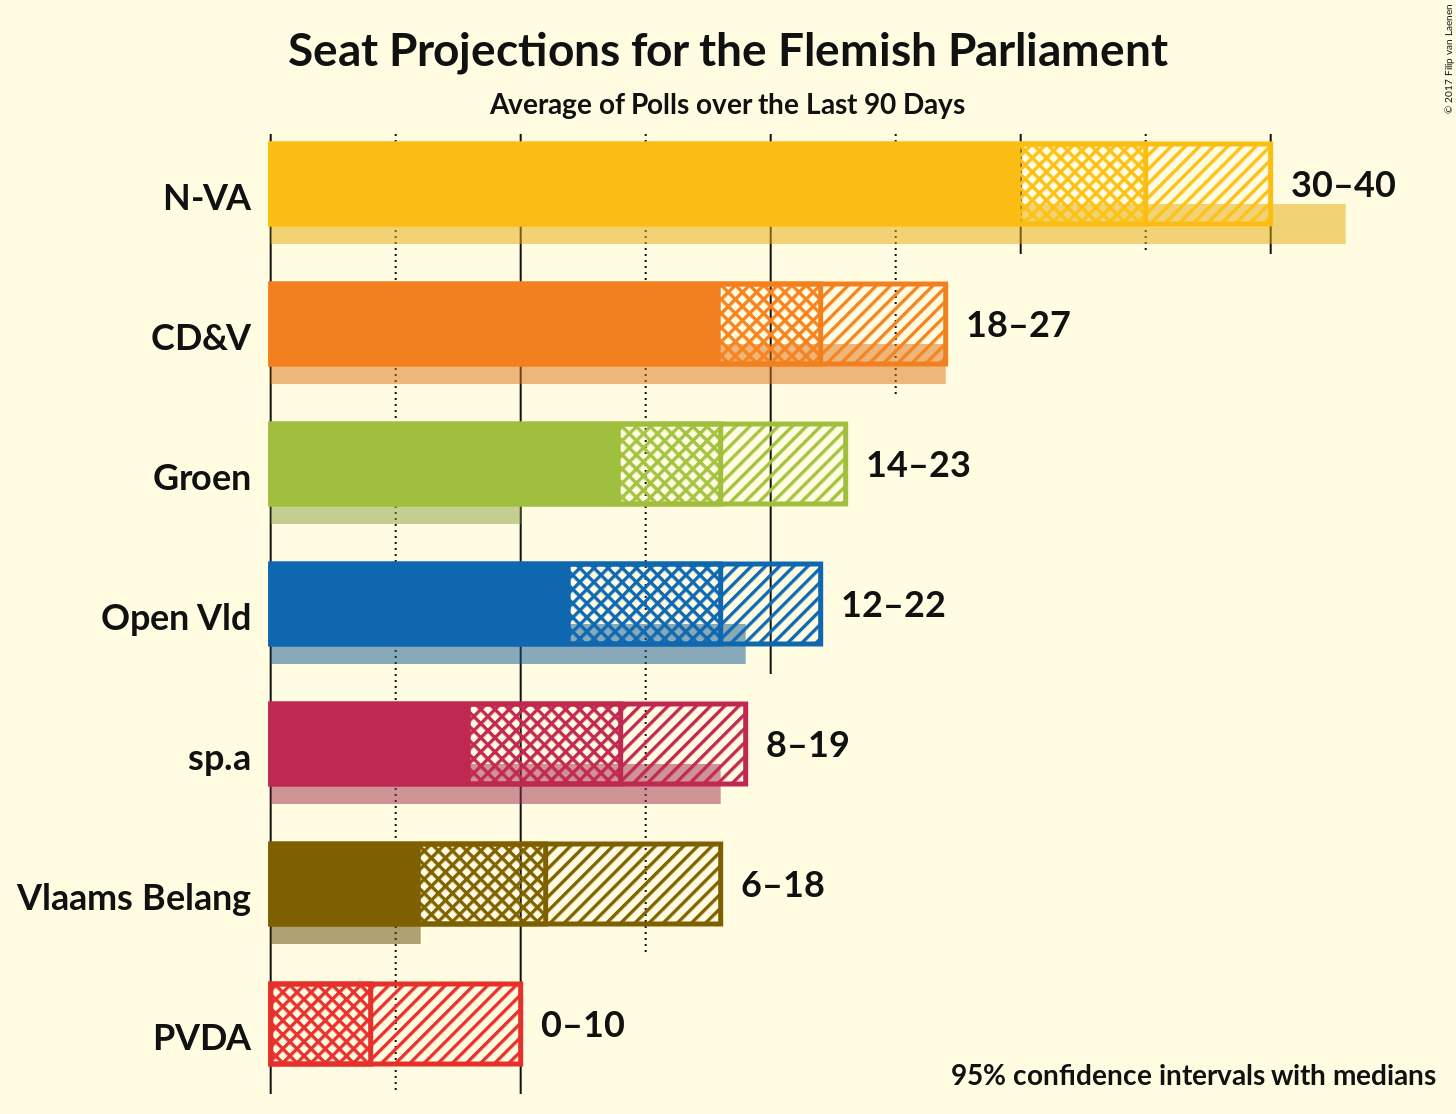 Seat Projections for the Flemish Parliament
Average of Polls over the Last 90 Days
© 2017 Filip van Laenen
N-VA
30–40
CD&V
18–27
Groen
14–23
Open Vld
12–22
sp.a
8–19
Vlaams Belang
6–18
PVDA
0–10
95% confidence intervals with medians